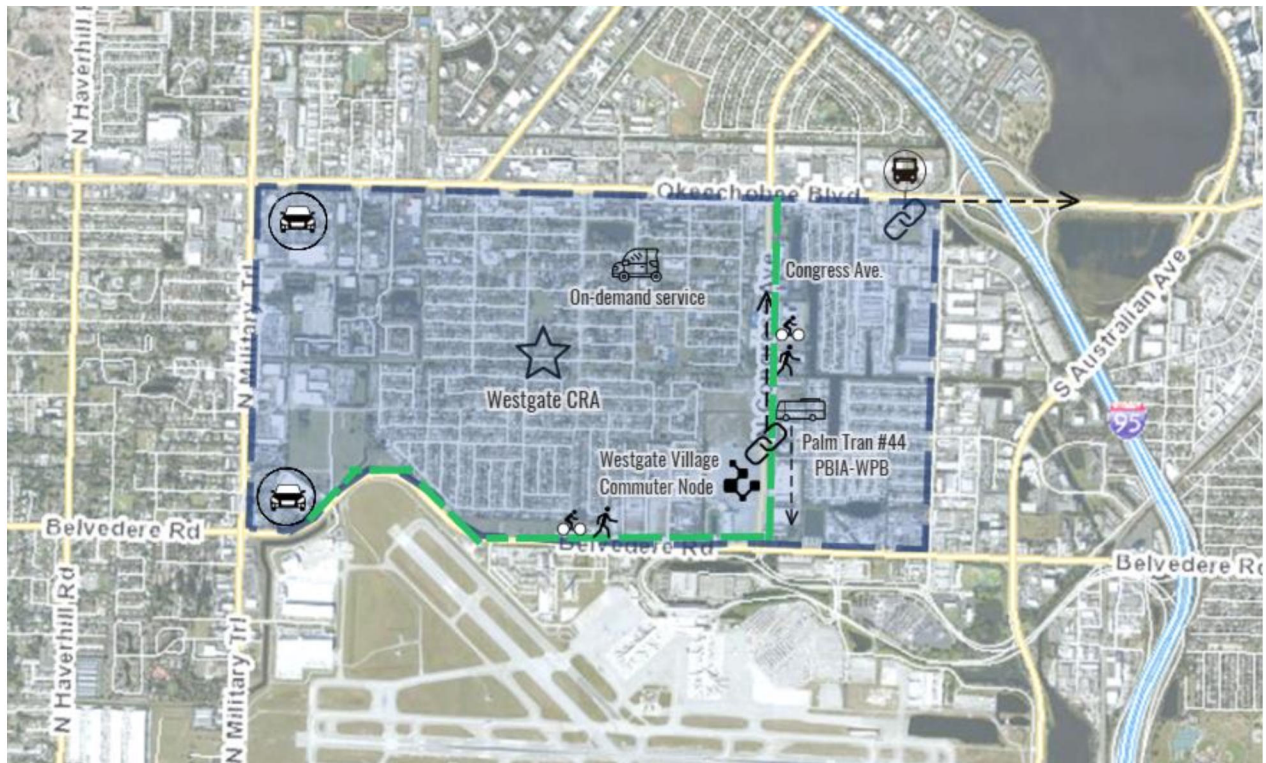 N Haverhill R
Okeechobee Blvd
Congress Ave.
Ave
On-demand service
N Military Trl
S Australian Ave
Westgate CRA
95
Palm Tran #44
PBIA-WPB
Westgate Village
Commuter Node
Belvedere Rd
Belvedere Rd
Belvedere Rd
N Haverhill Rd
N Military Trl